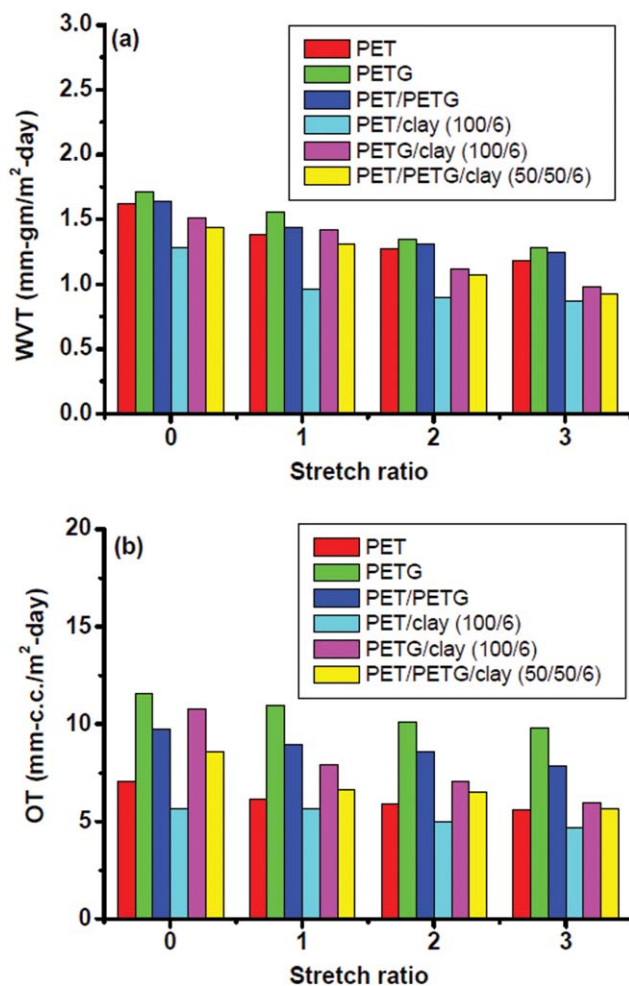 (a)
WVT (mm-gm/m²-day)
3.0
2.5
2.0
1.5
1.0
0.5
0.0
PET
PETG
PET/PETG
PET/clay (100/6)
PETG/clay (100/6)
PET/PETG/clay (50/50/6)
0 1 2 3
Stretch ratio
(b)
OT (mm-c.c./m²-day)
20
15
10
5
0
PET
PETG
PET/PETG
PET/clay (100/6)
PETG/clay (100/6)
PET/PETG/clay (50/50/6)
0 1 2 3
Stretch ratio